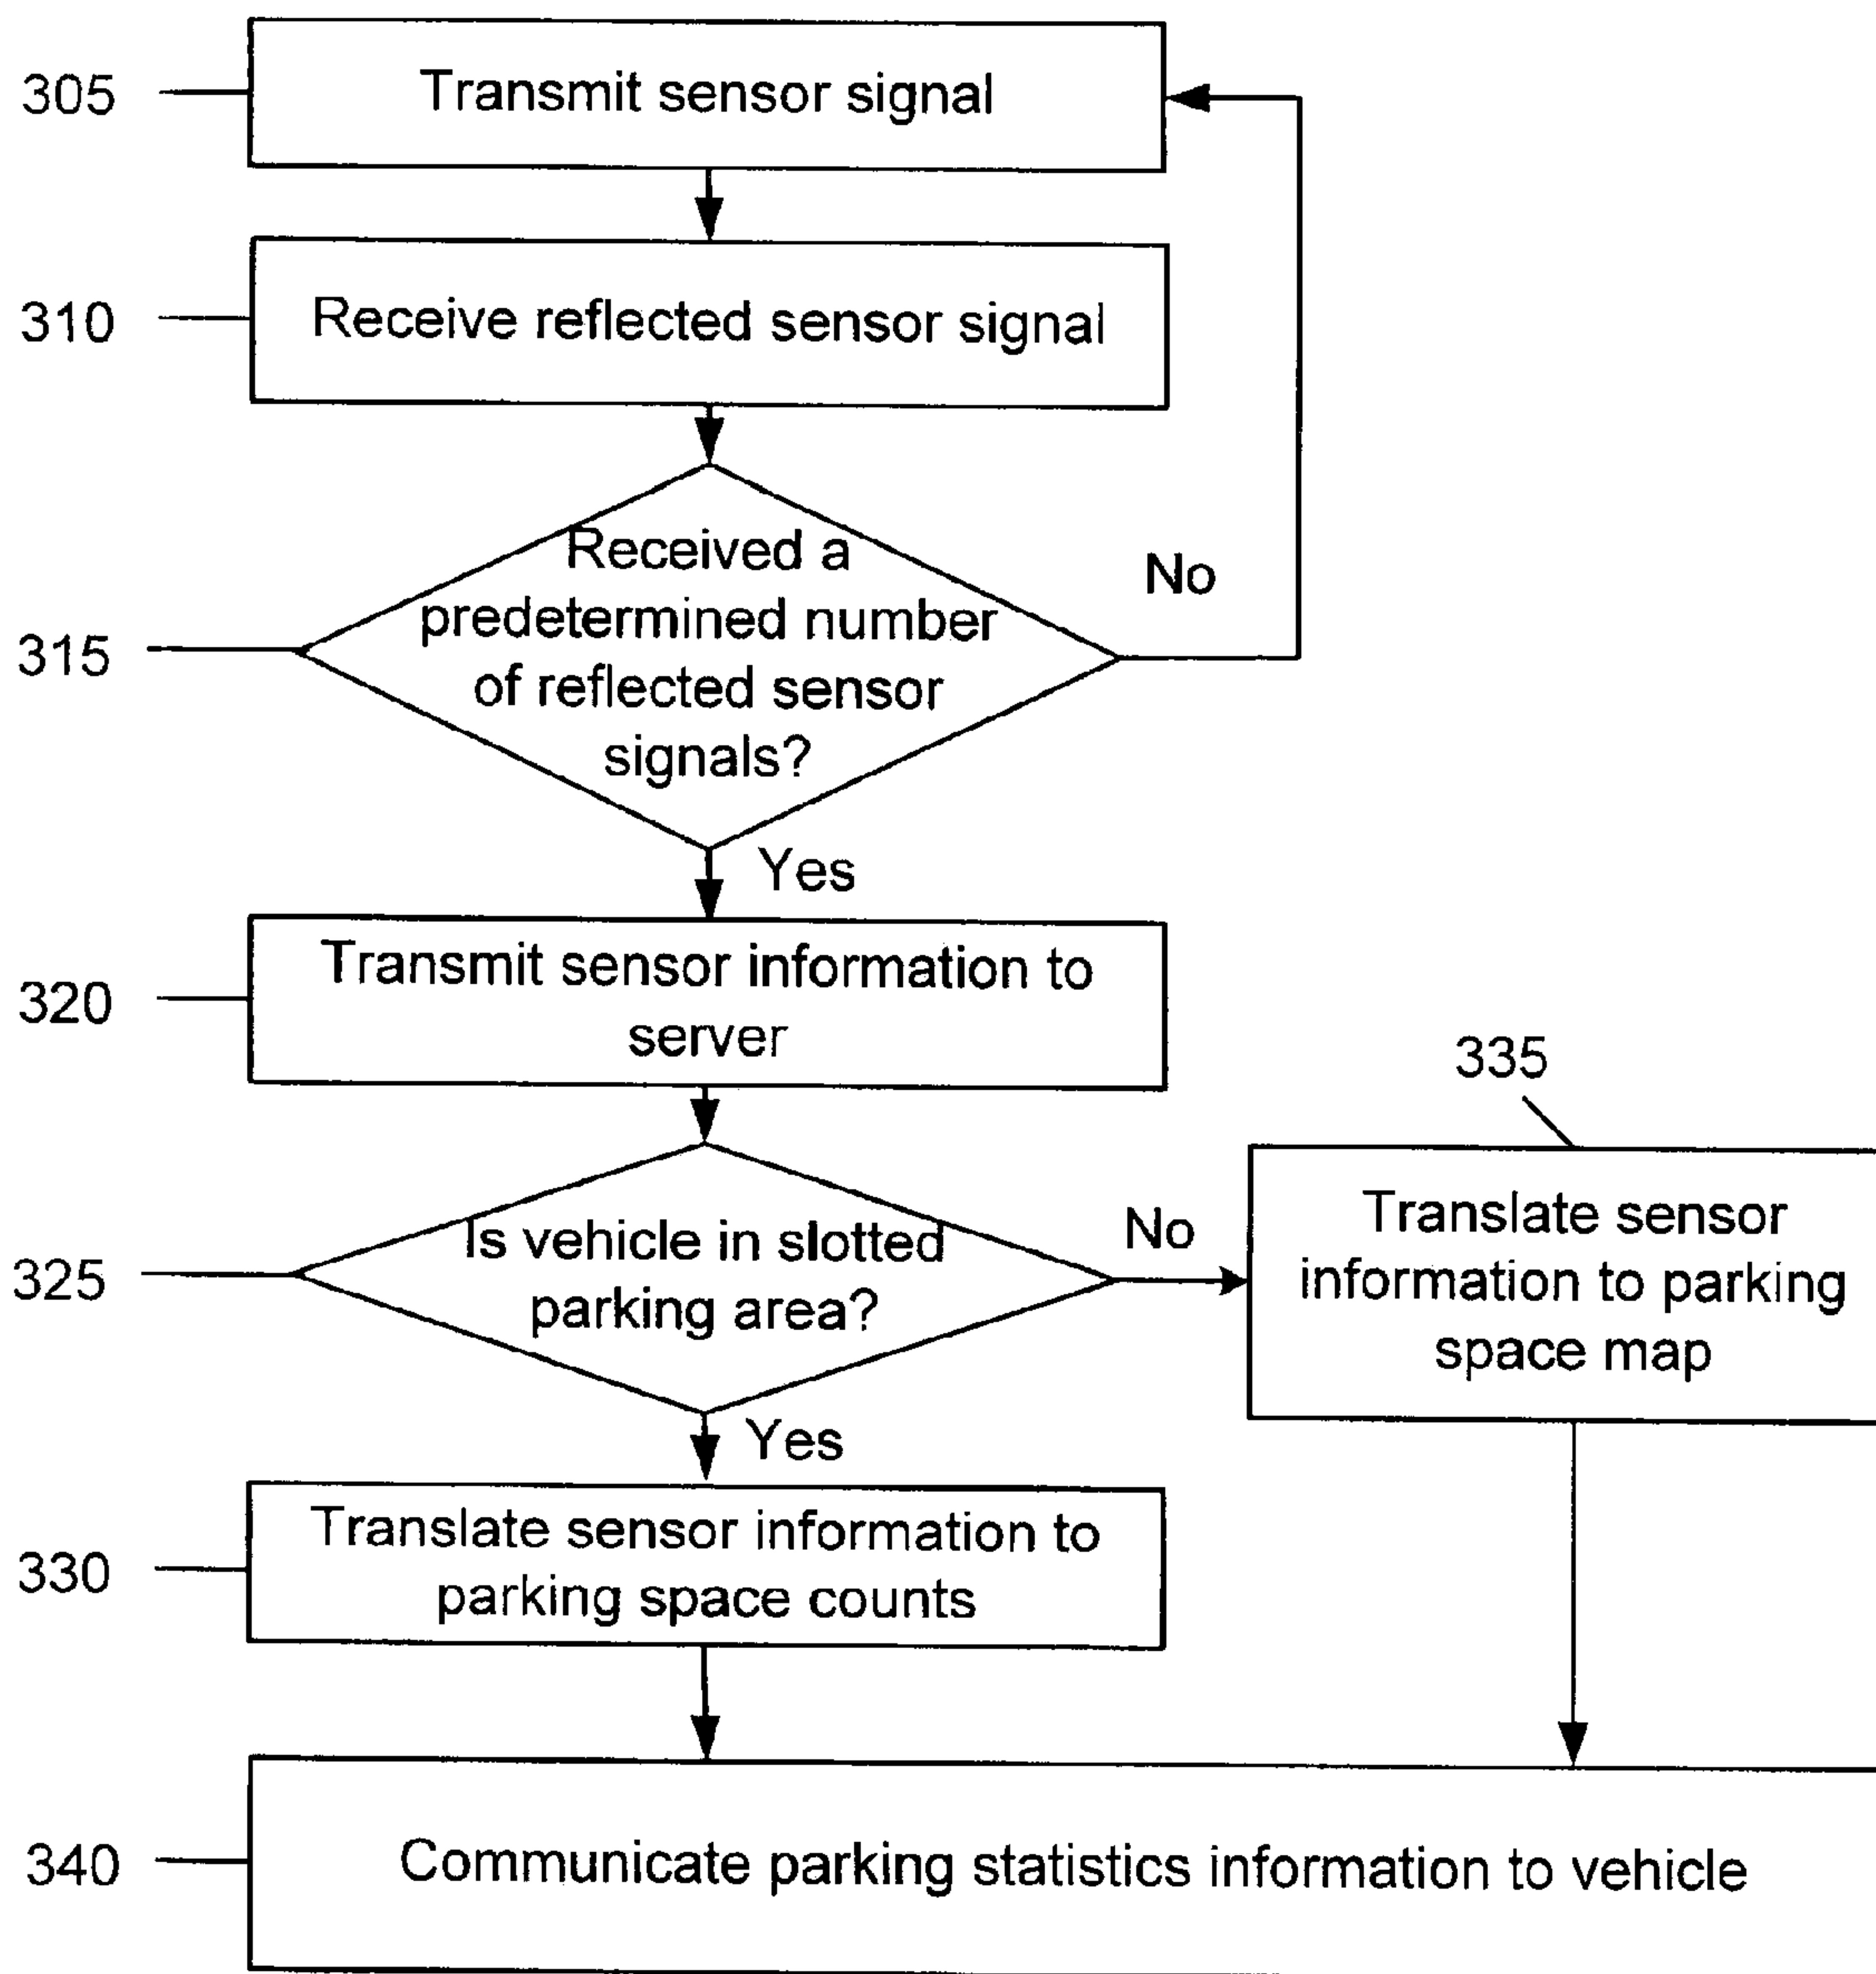 305
Transmit sensor signal
310
Receive reflected sensor signal
315
Received a
predetermined number
of reflected sensor
signals?
No
Yes
320
Transmit sensor information to
server
325
Is vehicle in slotted
parking area?
No
335
Translate sensor
information to parking
space map
Yes
330
Translate sensor information to
parking space counts
340
Communicate parking statistics information to vehicle